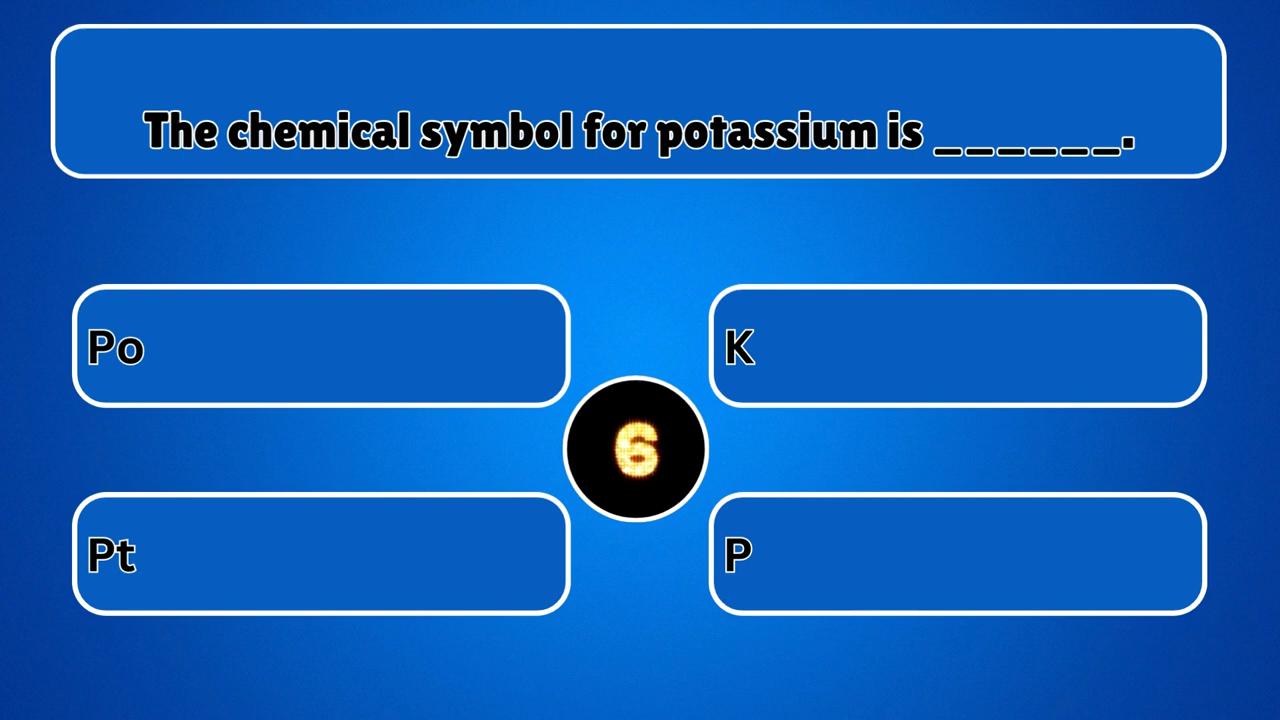 The chemical symbol for potassium is ______.
Po
K
6
Pt
P